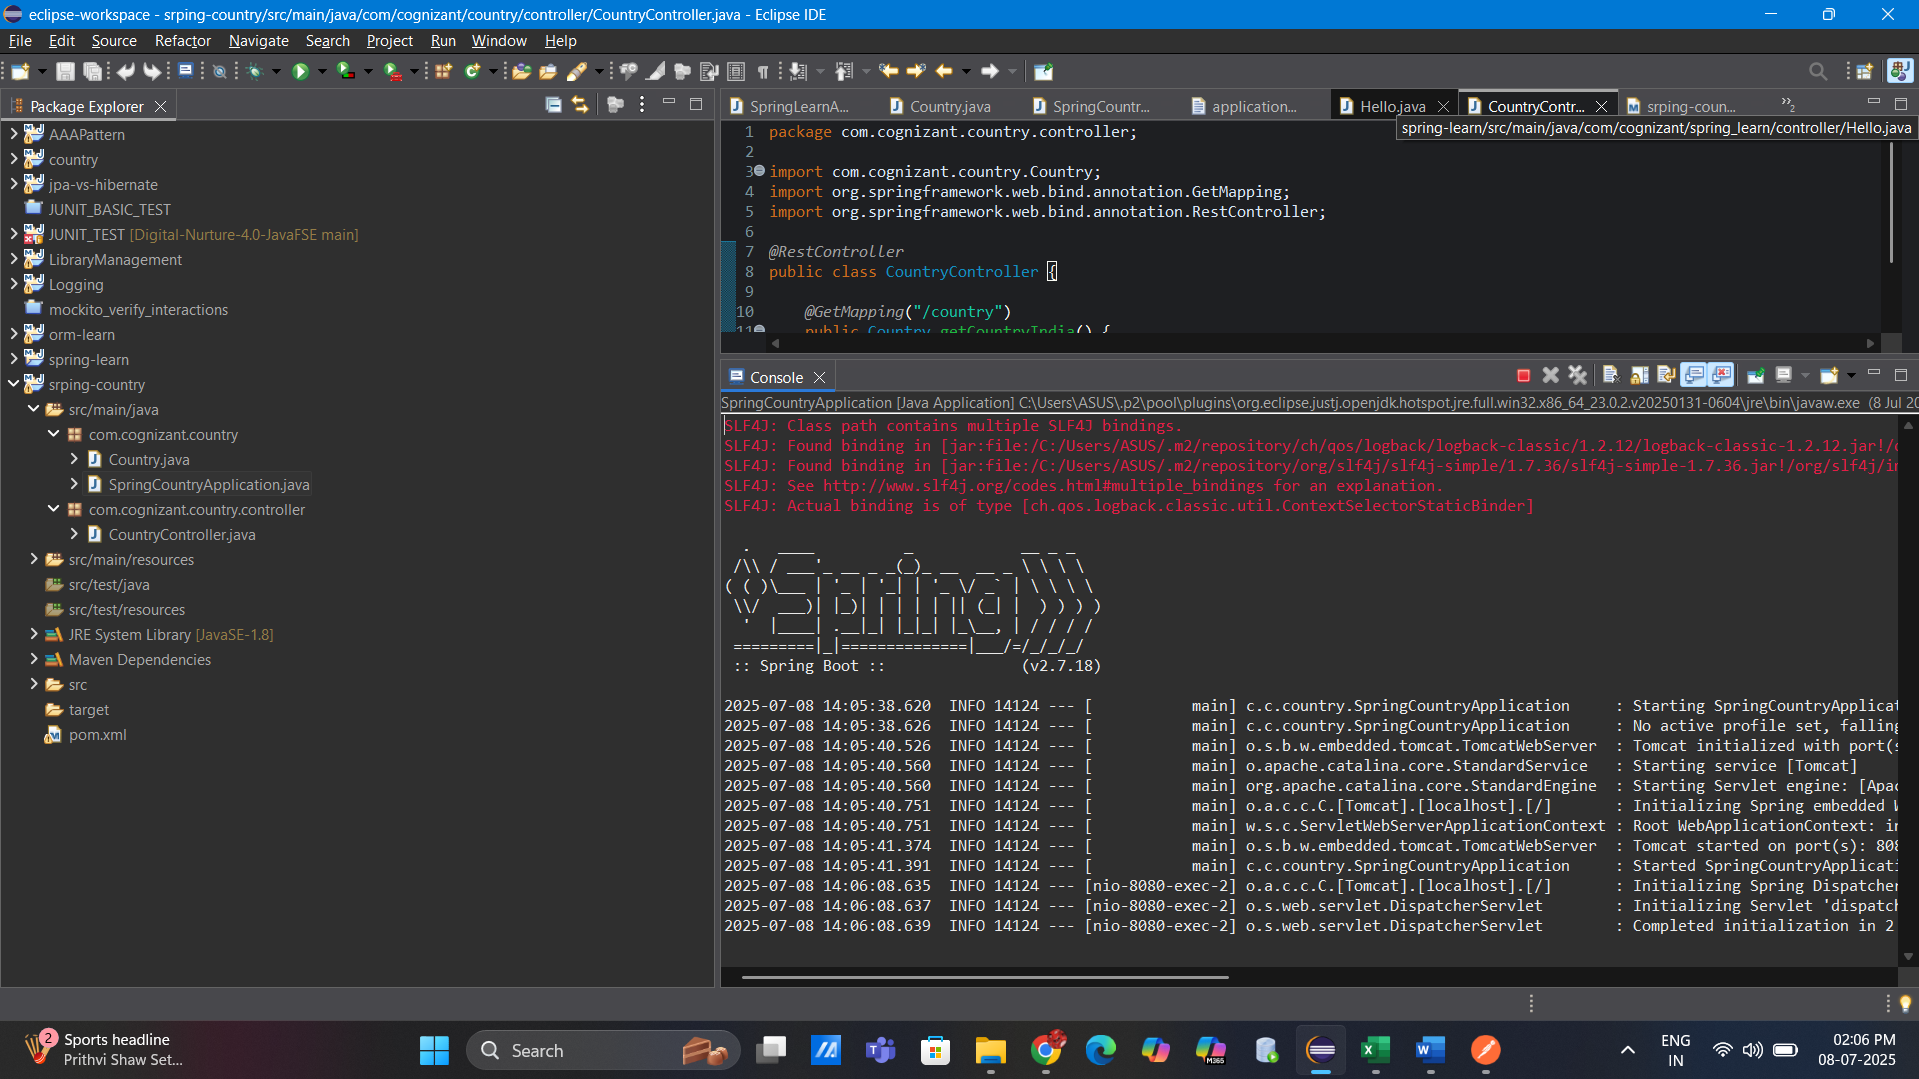 eclipse-workspace - srping-country/src/main/java/com/cognizant/country/controller/CountryController.java - Eclipse IDE
File Edit Source Refactor Navigate Search Project Run Window Help
Package Explorer
AAAPattern
country
jpa-vs-hibernate
JUNIT_BASIC_TEST
JUNIT_TEST [Digital-Nurture-4.0-JavaFSE main]
LibraryManagement
Logging
mockito_verify_interactions
orm-learn
spring-learn
srping-country
src/main/java
com.cognizant.country
Country.java
SpringCountryApplication.java
com.cognizant.country.controller
CountryController.java
src/main/resources
src/test/java
src/test/resources
JRE System Library [JavaSE-1.8]
Maven Dependencies
src
target
pom.xml
SpringLearnA... Country.java SpringCountr... application... Hello.java CountryContr... srping-coun... »2
spring-learn/src/main/java/com/cognizant/spring_learn/controller/Hello.java
1 package com.cognizant.country.controller;
2
3 import com.cognizant.country.Country;
4 import org.springframework.web.bind.annotation.GetMapping;
5 import org.springframework.web.bind.annotation.RestController;
6
7 @RestController
8 public class CountryController {
9
10 @GetMapping("/country")
11 public Country getCountryIndia() {
Console
SpringCountryApplication [Java Application] C:\Users\ASUS\.p2\pool\plugins\org.eclipse.justj.openjdk.hotspot.jre.full.win32.x86_64_23.0.2.v20250131-0604\jre\bin\javaw.exe (8 Jul 20
SLF4J: Class path contains multiple SLF4J bindings.
SLF4J: Found binding in [jar:file:/C:/Users/ASUS/.m2/repository/ch/qos/logback/logback-classic/1.2.12/logback-classic-1.2.12.jar!/
SLF4J: Found binding in [jar:file:/C:/Users/ASUS/.m2/repository/org/slf4j/slf4j-simple/1.7.36/slf4j-simple-1.7.36.jar!/org/slf4j/i
SLF4J: See http://www.slf4j.org/codes.html#multiple_bindings for an explanation.
SLF4J: Actual binding is of type [ch.qos.logback.classic.util.ContextSelectorStaticBinder]
Spring
:: Spring Boot :: (v2.7.18)
2025-07-08 14:05:38.620 INFO 14124 --- [ main] c.c.country.SpringCountryApplication : Starting SpringCountryApplicat
2025-07-08 14:05:38.626 INFO 14124 --- [ main] c.c.country.SpringCountryApplication : No active profile set, falling
2025-07-08 14:05:40.526 INFO 14124 --- [ main] o.s.b.w.embedded.tomcat.TomcatWebServer : Tomcat initialized with port(s
2025-07-08 14:05:40.560 INFO 14124 --- [ main] o.apache.catalina.core.StandardService : Starting service [Tomcat]
2025-07-08 14:05:40.560 INFO 14124 --- [ main] org.apache.catalina.core.StandardEngine : Starting Servlet engine: [Apac
2025-07-08 14:05:40.751 INFO 14124 --- [ main] o.a.c.c.C.[Tomcat].[localhost].[/] : Initializing Spring embedded W
2025-07-08 14:05:40.751 INFO 14124 --- [ main] w.s.c.ServletWebServerApplicationContext : Root WebApplicationContext: in
2025-07-08 14:05:41.374 INFO 14124 --- [ main] o.s.b.w.embedded.tomcat.TomcatWebServer : Tomcat started on port(s): 808
2025-07-08 14:05:41.391 INFO 14124 --- [ main] c.c.country.SpringCountryApplication : Started SpringCountryApplicati
2025-07-08 14:06:08.635 INFO 14124 --- [nio-8080-exec-2] o.a.c.c.C.[Tomcat].[localhost].[/] : Initializing Spring Dispatcher
2025-07-08 14:06:08.637 INFO 14124 --- [nio-8080-exec-2] o.s.web.servlet.DispatcherServlet : Initializing Servlet 'dispatch
2025-07-08 14:06:08.639 INFO 14124 --- [nio-8080-exec-2] o.s.web.servlet.DispatcherServlet : Completed initialization in 2
2
Sports headline
Prithvi Shaw Set...
Search
M365
ENG
IN
02:06 PM
08-07-2025